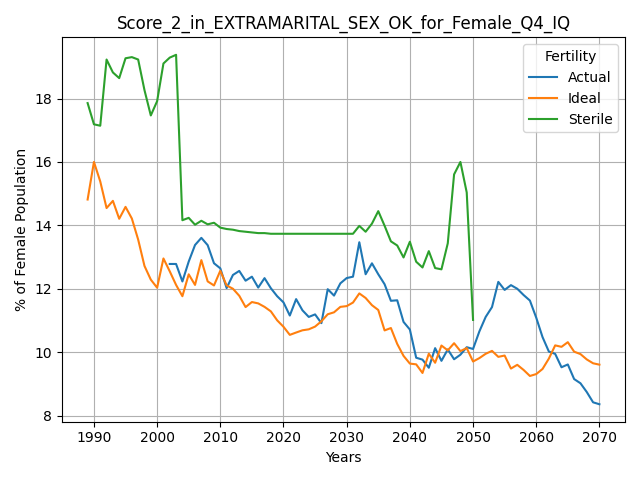 Score_2_in_EXTRAMARITAL_SEX_OK_for_Female_Q4_IQ
Fertility
Actual
Ideal
Sterile
% of Female Population
18
16
14
12
10
8
1990 2000 2010 2020 2030 2040 2050 2060 2070
Years